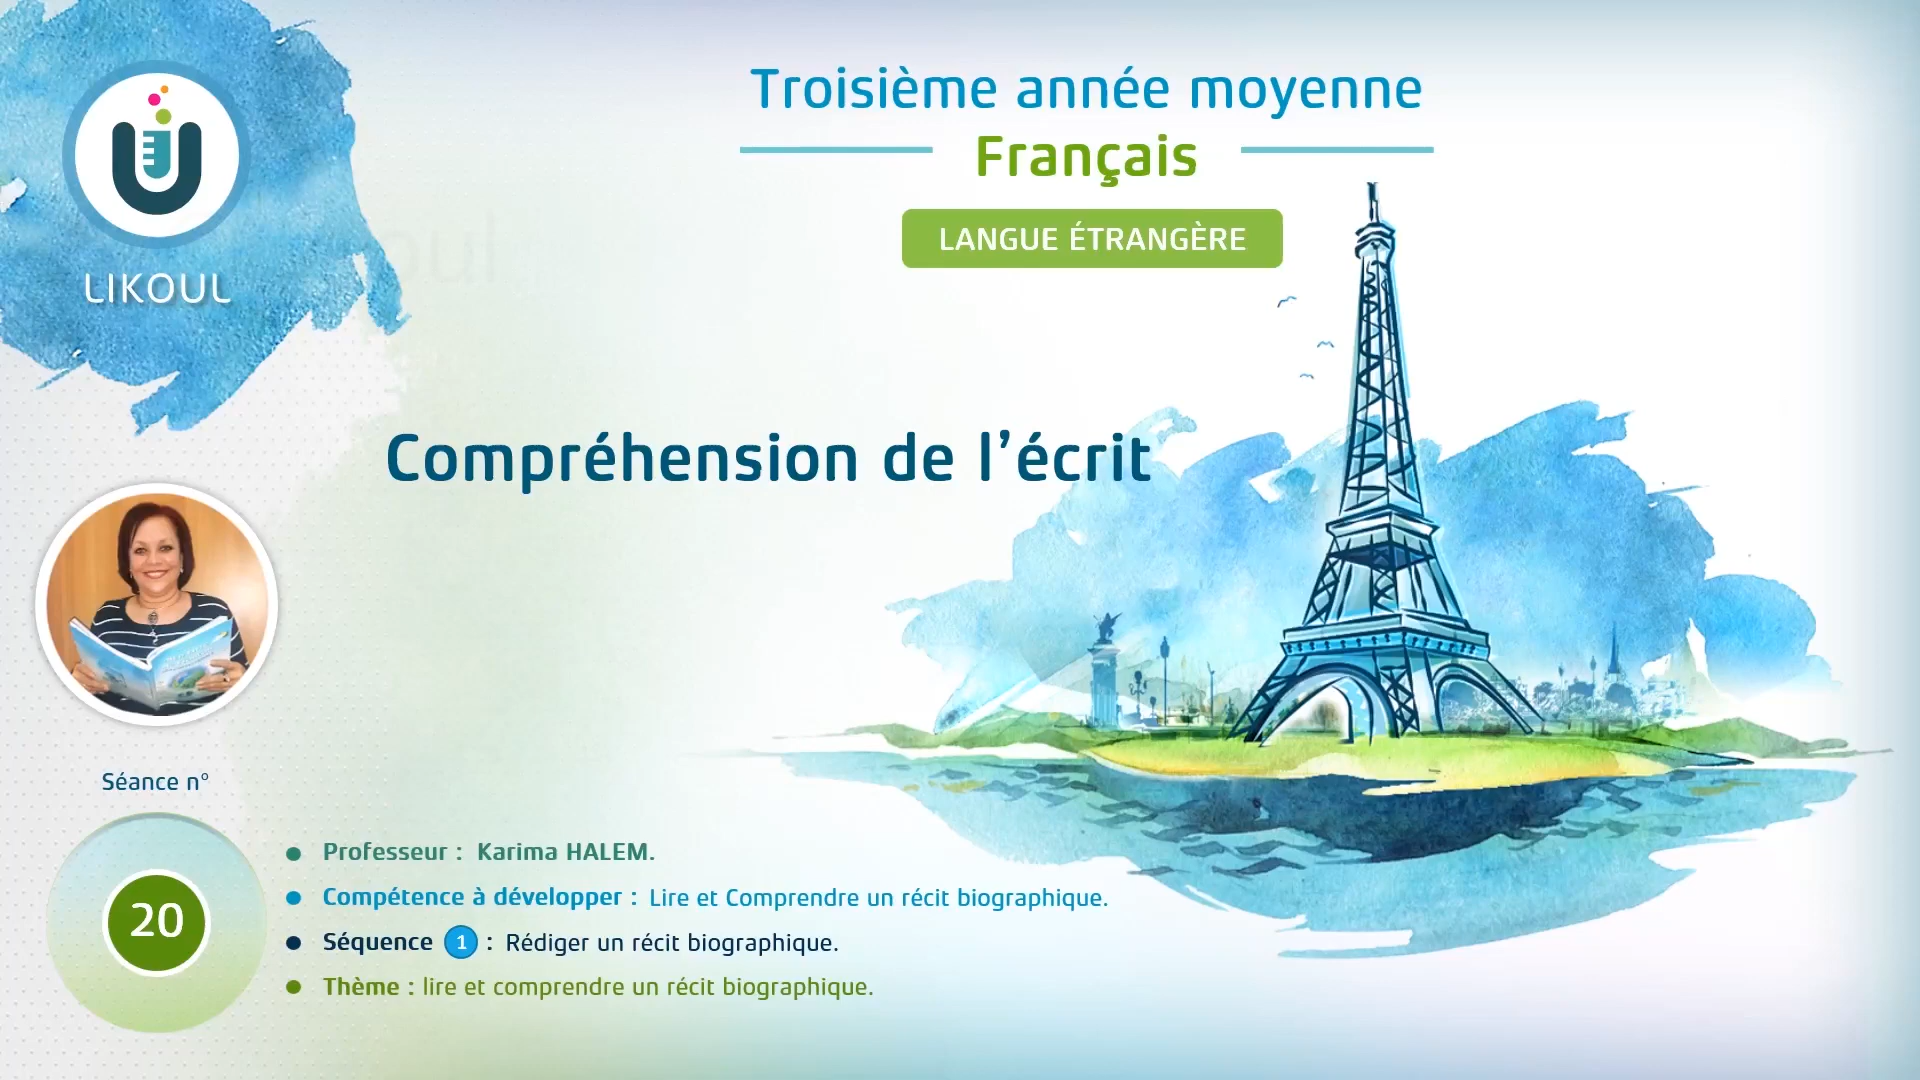 Troisième année moyenne
Français
LANGUE ÉTRANGÈRE
LIKOUL
Compréhension de l’écrit
Séance n°
20
Professeur : Karima HALEM.
Compétence à développer : Lire et Comprendre un récit biographique.
Séquence 1 : Rédiger un récit biographique.
Thème : lire et comprendre un récit biographique.